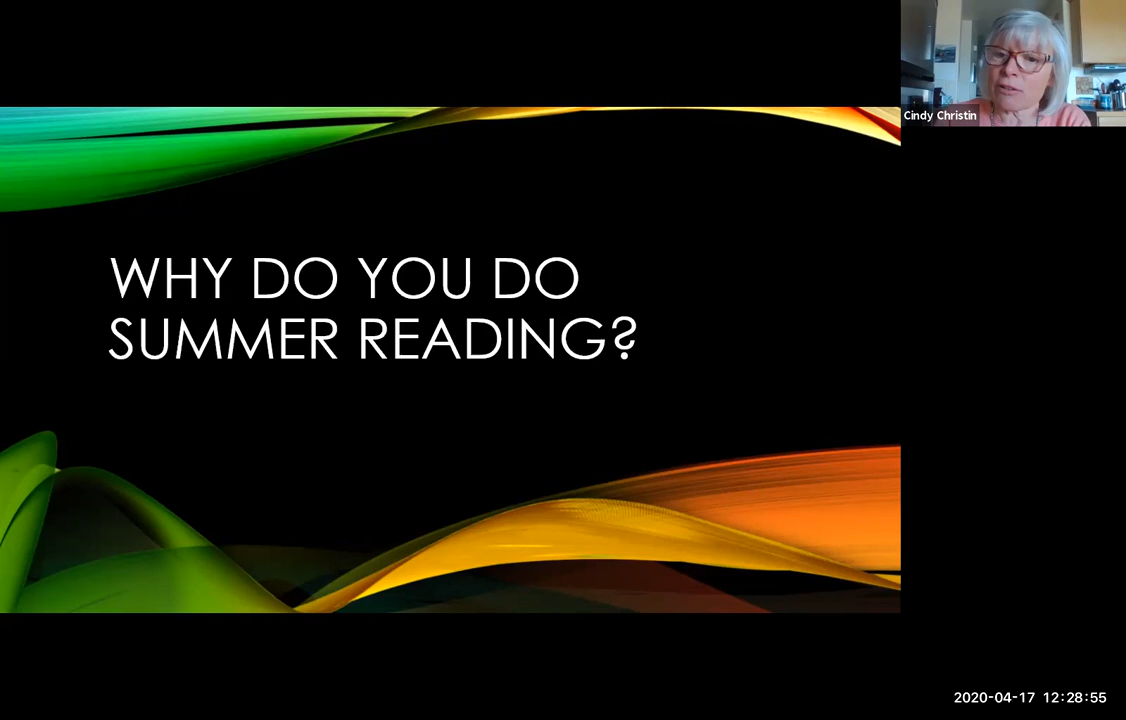 WHY DO YOU DO
SUMMER READING?
Cindy Christin
2020-04-17 12:28:55